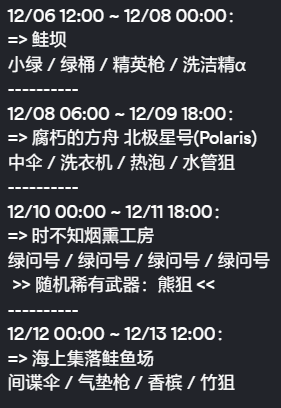 12/06 12:00 ~ 12/08 00:00：
=> 鲑坝
小绿 / 绿桶 / 精英枪 / 洗洁精α
----------
12/08 06:00 ~ 12/09 18:00：
=> 腐朽的方舟 北极星号(Polaris)
中伞 / 洗衣机 / 热泡 / 水管狙
----------
12/10 00:00 ~ 12/11 18:00：
=> 时不知烟熏工房
绿问号 / 绿问号 / 绿问号 / 绿问号
>> 随机稀有武器：熊狙 <<
----------
12/12 00:00 ~ 12/13 12:00：
=> 海上集落鲑鱼场
间谍伞 / 气垫枪 / 香槟 / 竹狙